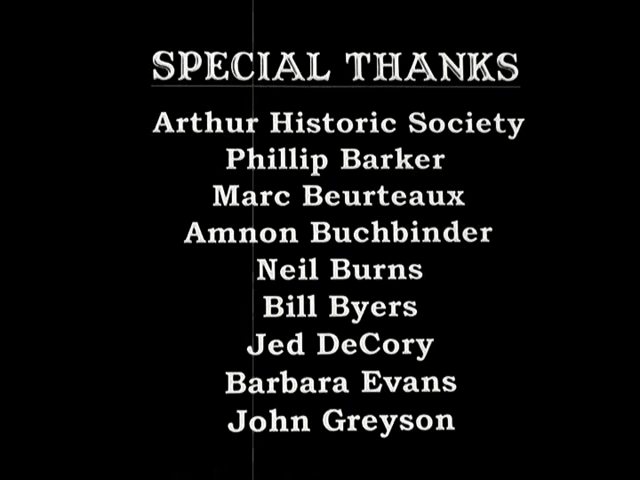 SPECIAL THANKS
Arthur Historic Society
Phillip Barker
Marc Beurteaux
Amnon Buchbinder
Neil Burns
Bill Byers
Jed DeCory
Barbara Evans
John Greyson